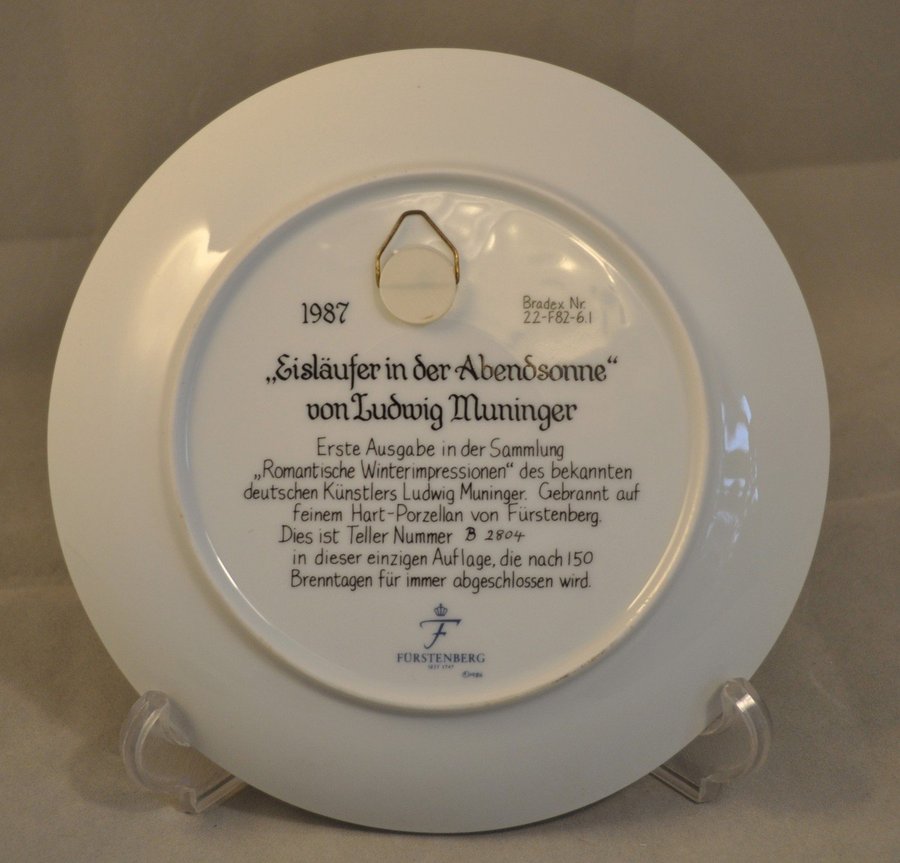 1987
Bradex Nr.
22-F82-6.1
„Eisläufer in der Abendsonne“
von Ludwig Muninger
Erste Ausgabe in der Sammlung
„Romantische Winterimpressionen“ des bekannten
deutschen Künstlers Ludwig Muninger. Gebrannt auf
feinem Hart-Porzellan von Fürstenberg.
Dies ist Teller Nummer B 2804
in dieser einzigen Auflage, die nach 150
Brenntagen für immer abgeschlossen wird.
F
FÜRSTENBERG
SEIT 1747